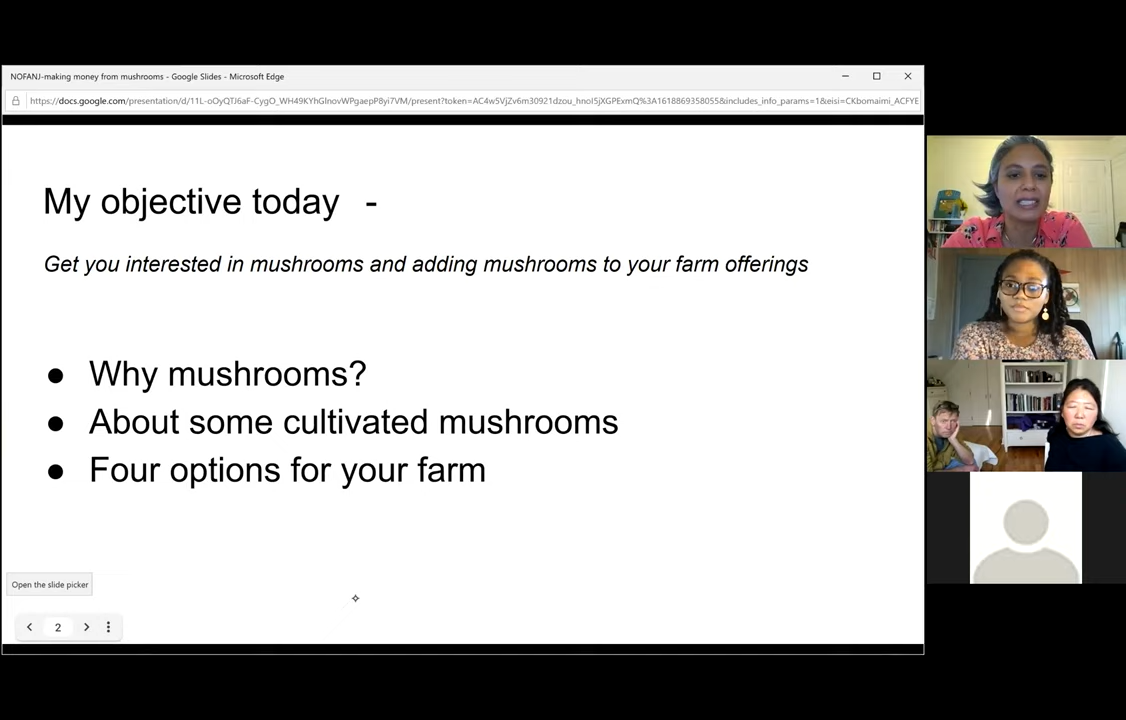 NOFANJ-making money from mushrooms - Google Slides - Microsoft Edge
https://docs.google.com/presentation/d/11L-oOyQTJ6aF-CygO_WH49KYhGInovWPgaepP8yi7VM/present?token=AC4w5VjZv6m30921dzou_hnoI5jXGPExmQ%3A1618869358055&includes_info_params=1&eisi=CKbomaimi_ACFYE
My objective today -
Get you interested in mushrooms and adding mushrooms to your farm offerings
● Why mushrooms?
● About some cultivated mushrooms
● Four options for your farm
Open the slide picker
2